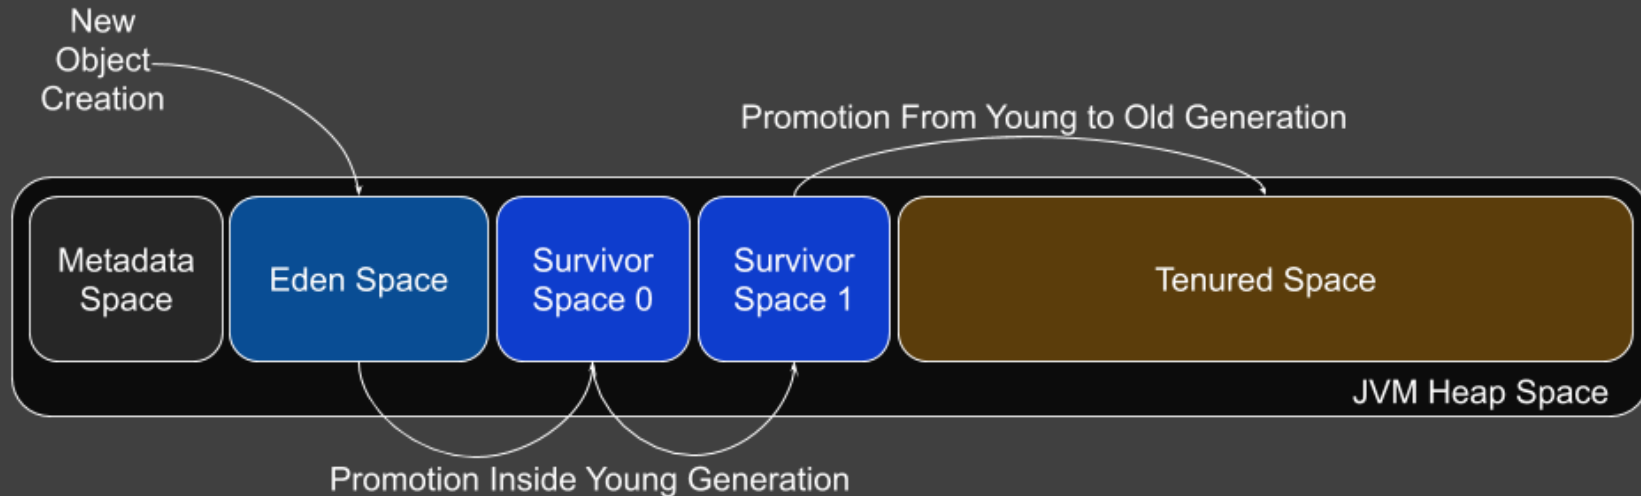 New
Object
Creation
Promotion From Young to Old Generation
Metadata
Space
Eden Space
Survivor
Space 0
Survivor
Space 1
Tenured Space
JVM Heap Space
Promotion Inside Young Generation